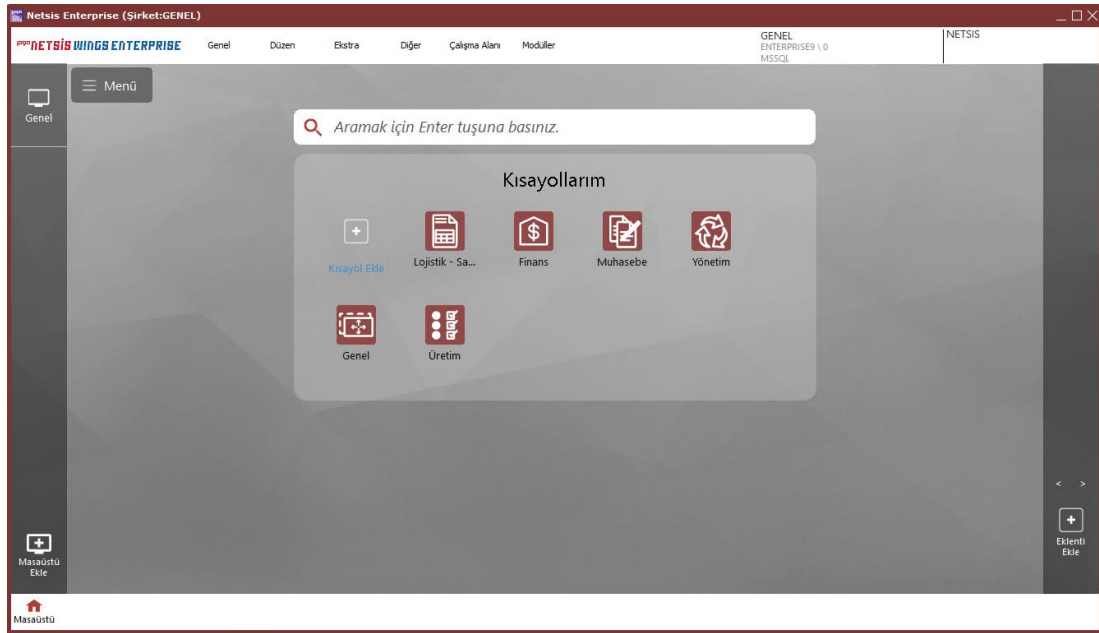 Netsis Enterprise (Şirket:GENEL)
NETSİS WINGS ENTERPRISE
Genel
Düzen
Ekstra
Diğer
Çalışma Alanı
Modüller
GENEL
ENTERPRISE9 \ 0
MSSQL
NETSIS
Genel
Menü
Aramak için Enter tuşuna basınız.
Kısayollarım
Kısayol Ekle
Lojistik - Sa...
Finans
Muhasebe
Yönetim
Genel
Üretim
< >
Masaüstü
Ekle
Eklenti
Ekle
Masaüstü